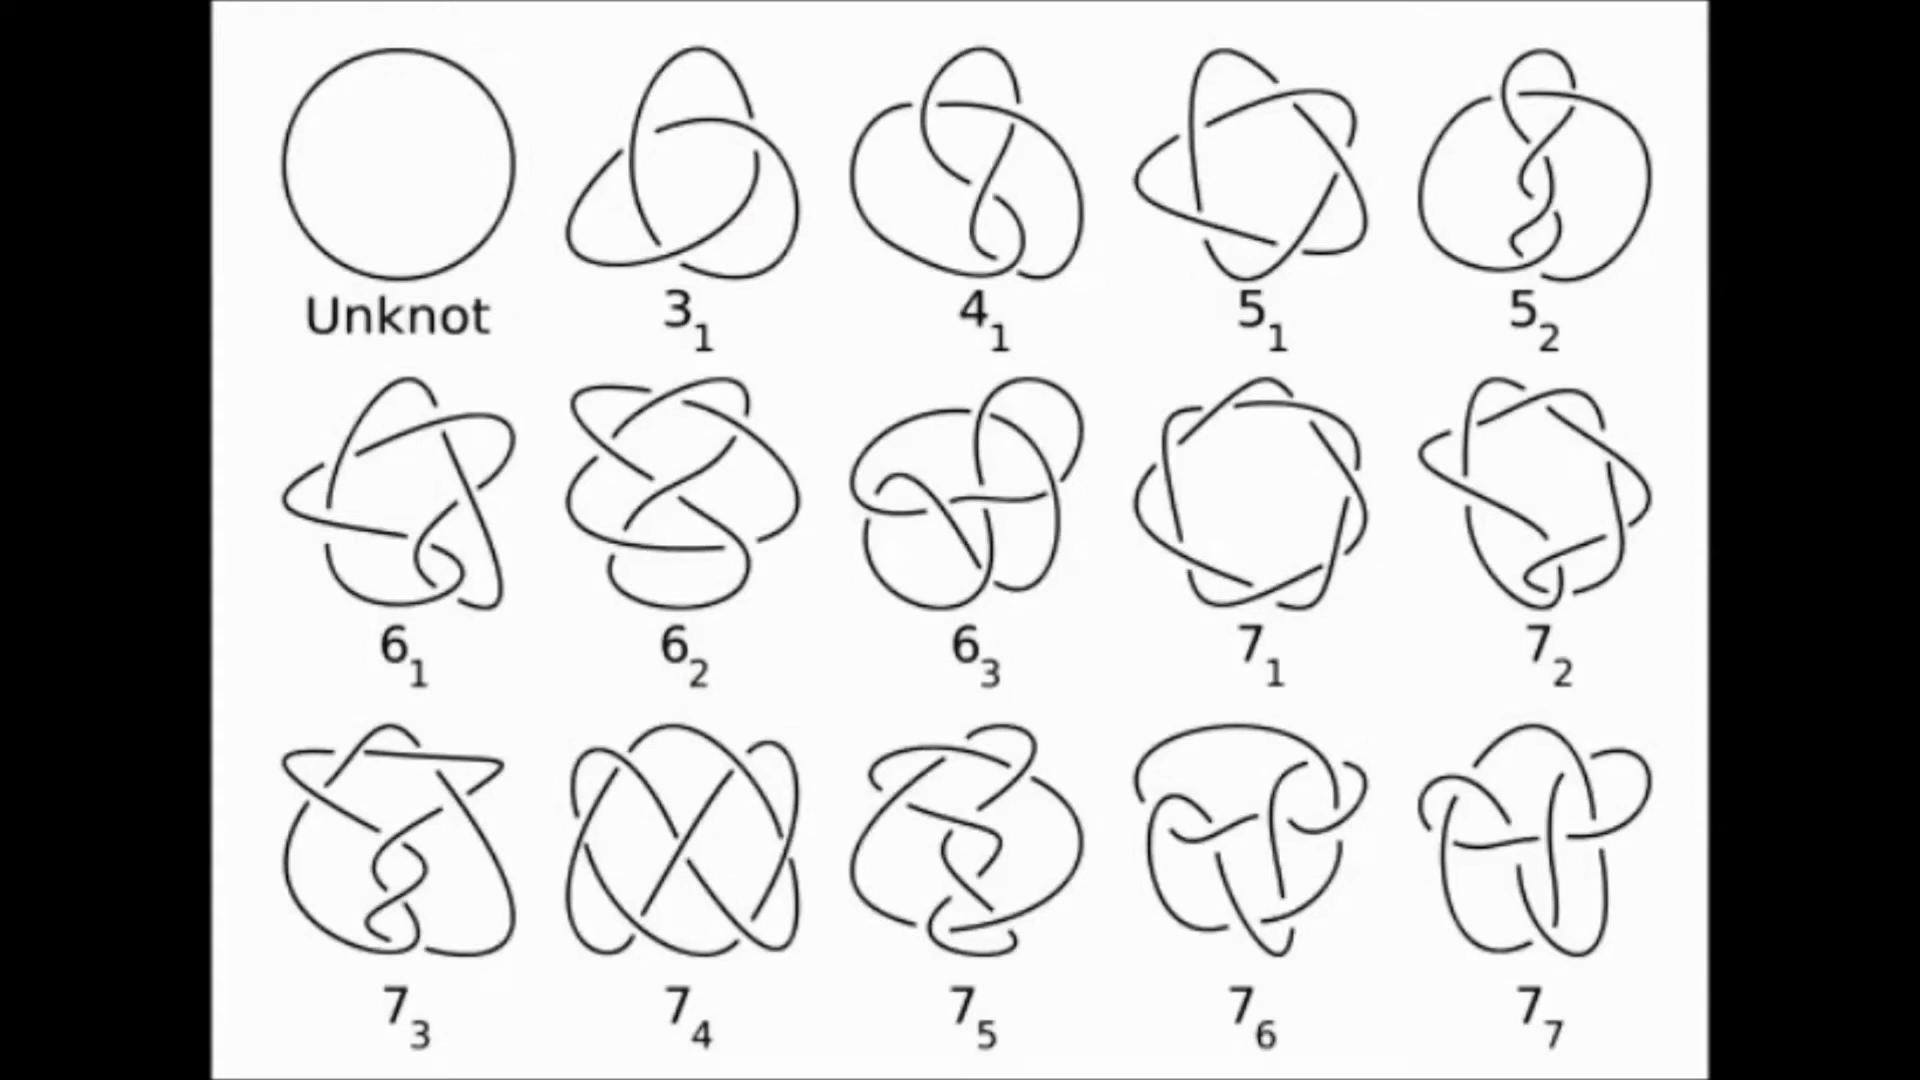 Unknot 3₁ 4₁ 5₁ 5₂
6₁ 6₂ 6₃ 7₁ 7₂
7₃ 7₄ 7₅ 7₆ 7₇